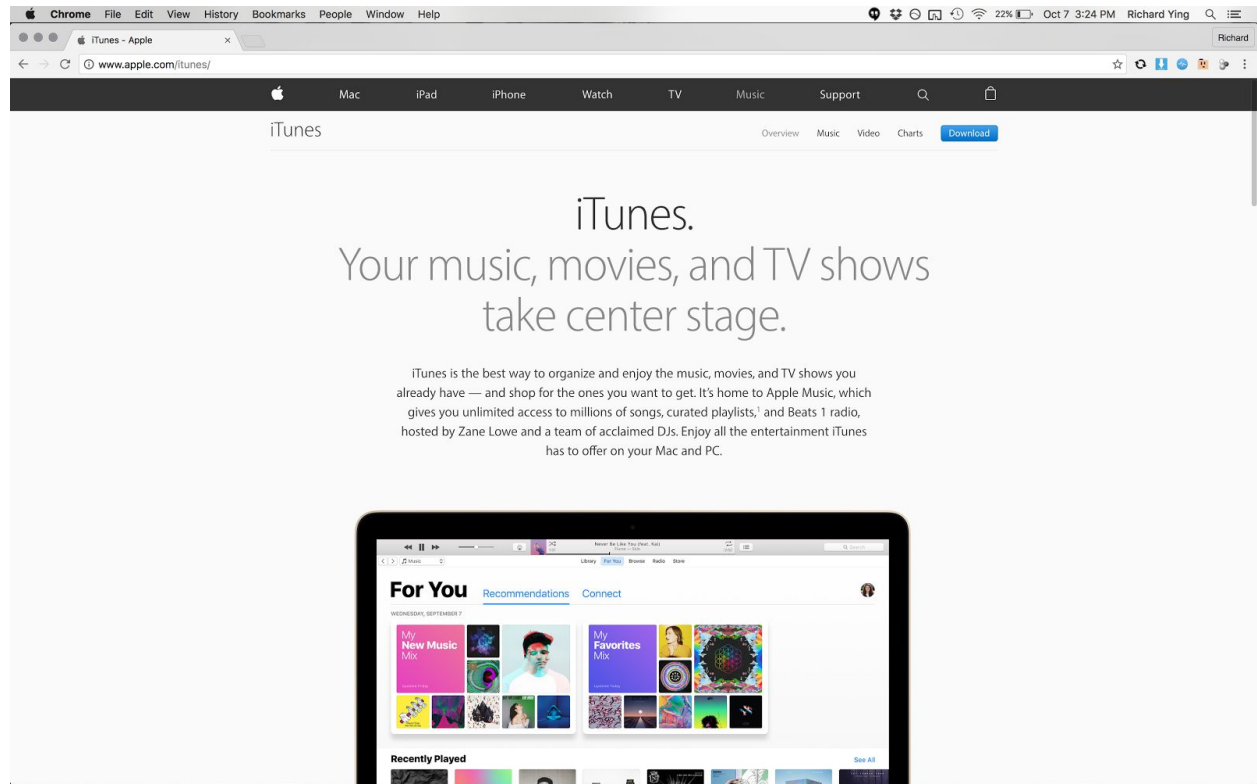 Chrome File Edit View History Bookmarks People Window Help 22% Oct 7 3:24 PM Richard Ying
iTunes - Apple Richard
www.apple.com/itunes/
Mac iPad iPhone Watch TV Music Support
iTunes Overview Music Video Charts Download
iTunes.
Your music, movies, and TV shows
take center stage.
iTunes is the best way to organize and enjoy the music, movies, and TV shows you
already have — and shop for the ones you want to get. It’s home to Apple Music, which
gives you unlimited access to millions of songs, curated playlists,¹ and Beats 1 radio,
hosted by Zane Lowe and a team of acclaimed DJs. Enjoy all the entertainment iTunes
has to offer on your Mac and PC.
Never Be Like You (feat. Kai)
Search
Music Library For You Browse Radio Store
For You Recommendations Connect
WEDNESDAY, SEPTEMBER 7
My
New Music
Mix
My
Favorites
Mix
Recently Played See All